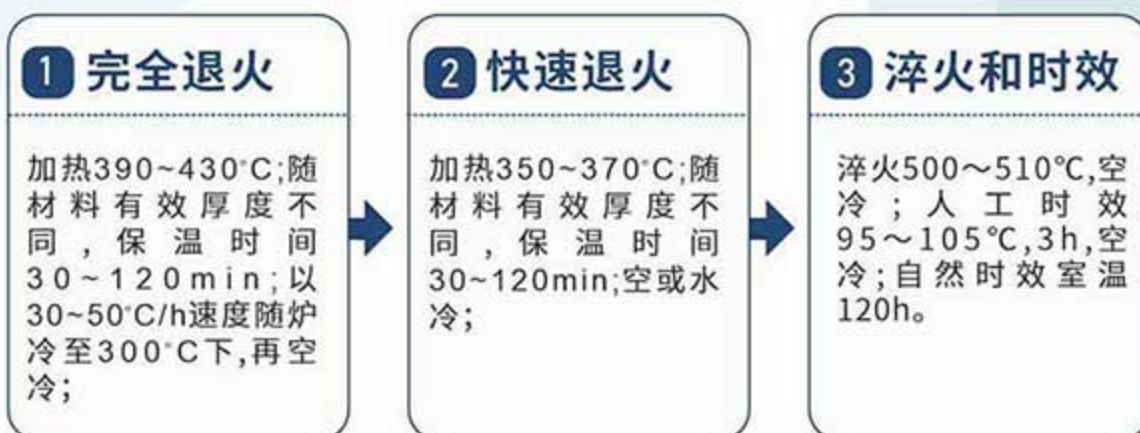 1 完全退火
加热390~430°C;随
材料有效厚度不
同,保温时间
30~120min;以
30~50°C/h速度随炉
冷至300°C下,再空
冷;
2 快速退火
加热350~370°C;随
材料有效厚度不
同,保温时间
30~120min;空或水
冷;
3 淬火和时效
淬火500～510℃,空
冷;人工时效
95～105℃,3h,空
冷;自然时效室温
120h。